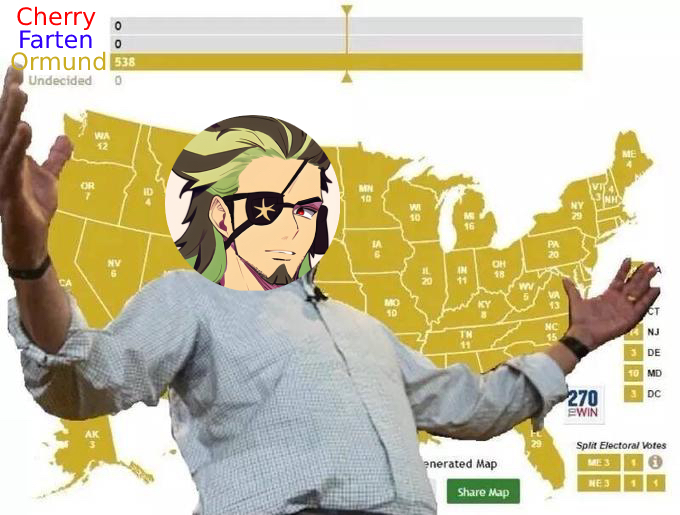 Cherry
0
Farten
0
Ormund
538
Undecided
0
WA
12
OR
7
ID
4
NV
6
CA
AK
3
MN
10
WI
10
MI
16
IA
6
IL
20
IN
11
OH
18
MO
10
KY
8
WV
5
VA
13
TN
11
NC
15
PA
20
NY
29
VT
3
4
NH
ME
4
FL
29
A
CT
14 NJ
3 DE
10 MD
3 DC
270
TO WIN
Split Electoral Votes
ME 3 1 i
NE 3 1 1
enerated Map
Share Map